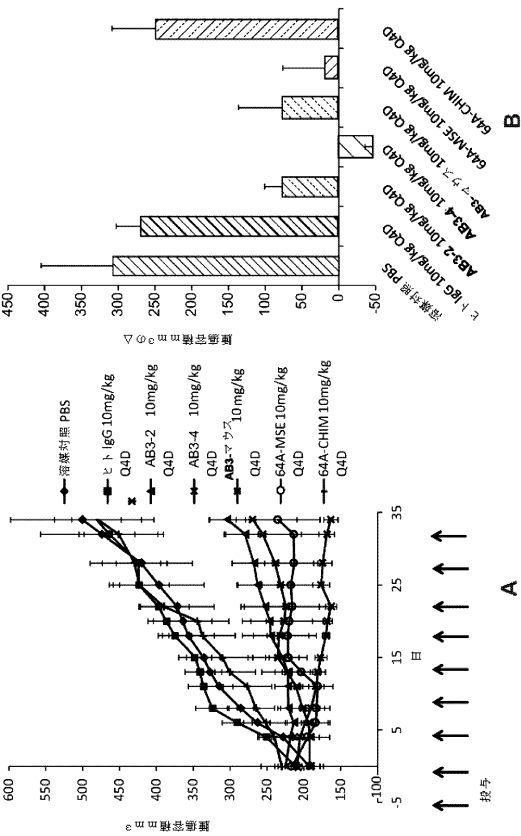 600
550
500
450
400
350
300
250
200
150
100
腫瘍容積mm³
-5
5
15
25
35
日
投与
溶媒対照 PBS
ヒト IgG 10mg/kg
Q4D
AB3-2 10mg/kg
Q4D
AB3-4 10mg/kg
Q4D
AB3-マウス
10 mg/kg
Q4D
64A-MSE 10mg/kg
Q4D
64A-CHIM 10mg/kg
Q4D
A
450
400
350
300
250
200
150
100
50
0
-50
腫瘍容積mm³の△
溶媒対照 PBS
ヒト IgG 10mg/kg Q4D
AB3-2 10mg/kg Q4D
AB3-4 10mg/kg Q4D
AB3-マウス 10mg/kg Q4D
64A-MSE 10mg/kg Q4D
64A-CHIM 10mg/kg Q4D
B